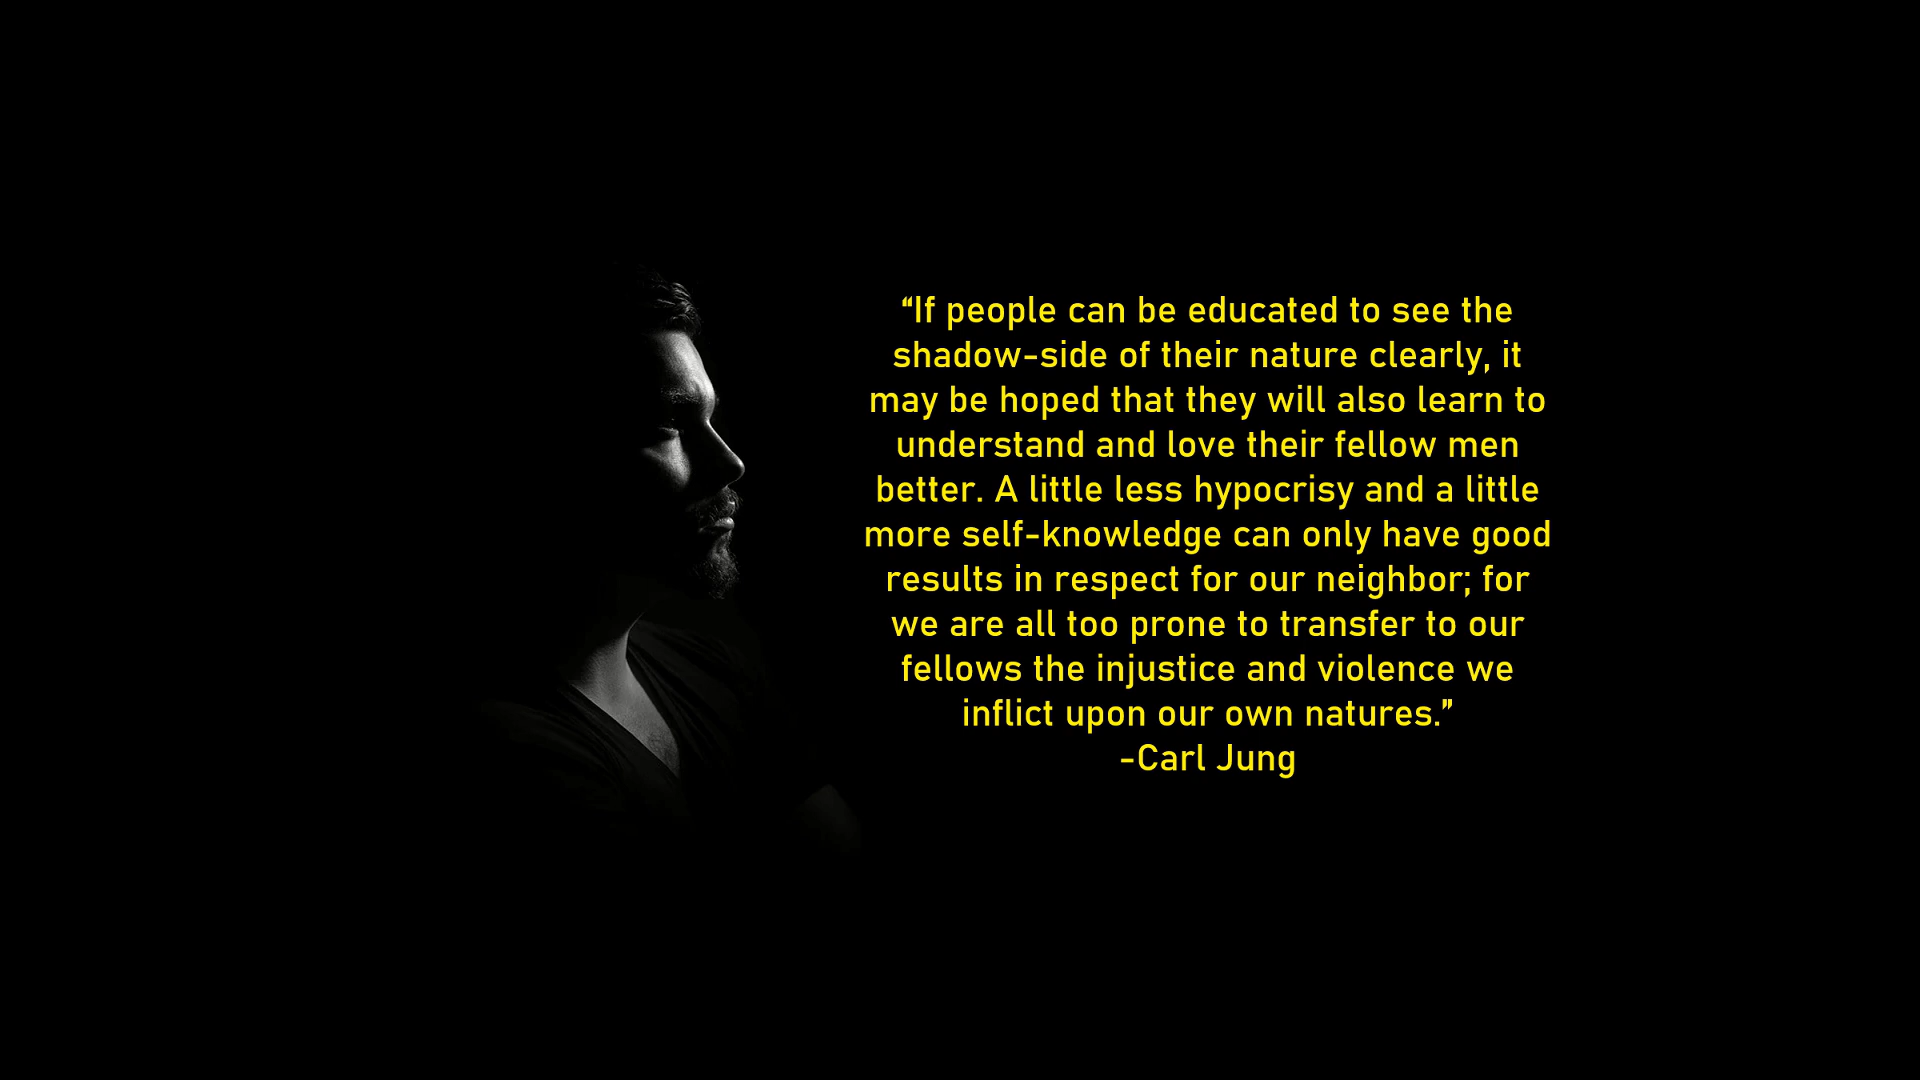 “If people can be educated to see the
shadow-side of their nature clearly, it
may be hoped that they will also learn to
understand and love their fellow men
better. A little less hypocrisy and a little
more self-knowledge can only have good
results in respect for our neighbor; for
we are all too prone to transfer to our
fellows the injustice and violence we
inflict upon our own natures.”
-Carl Jung